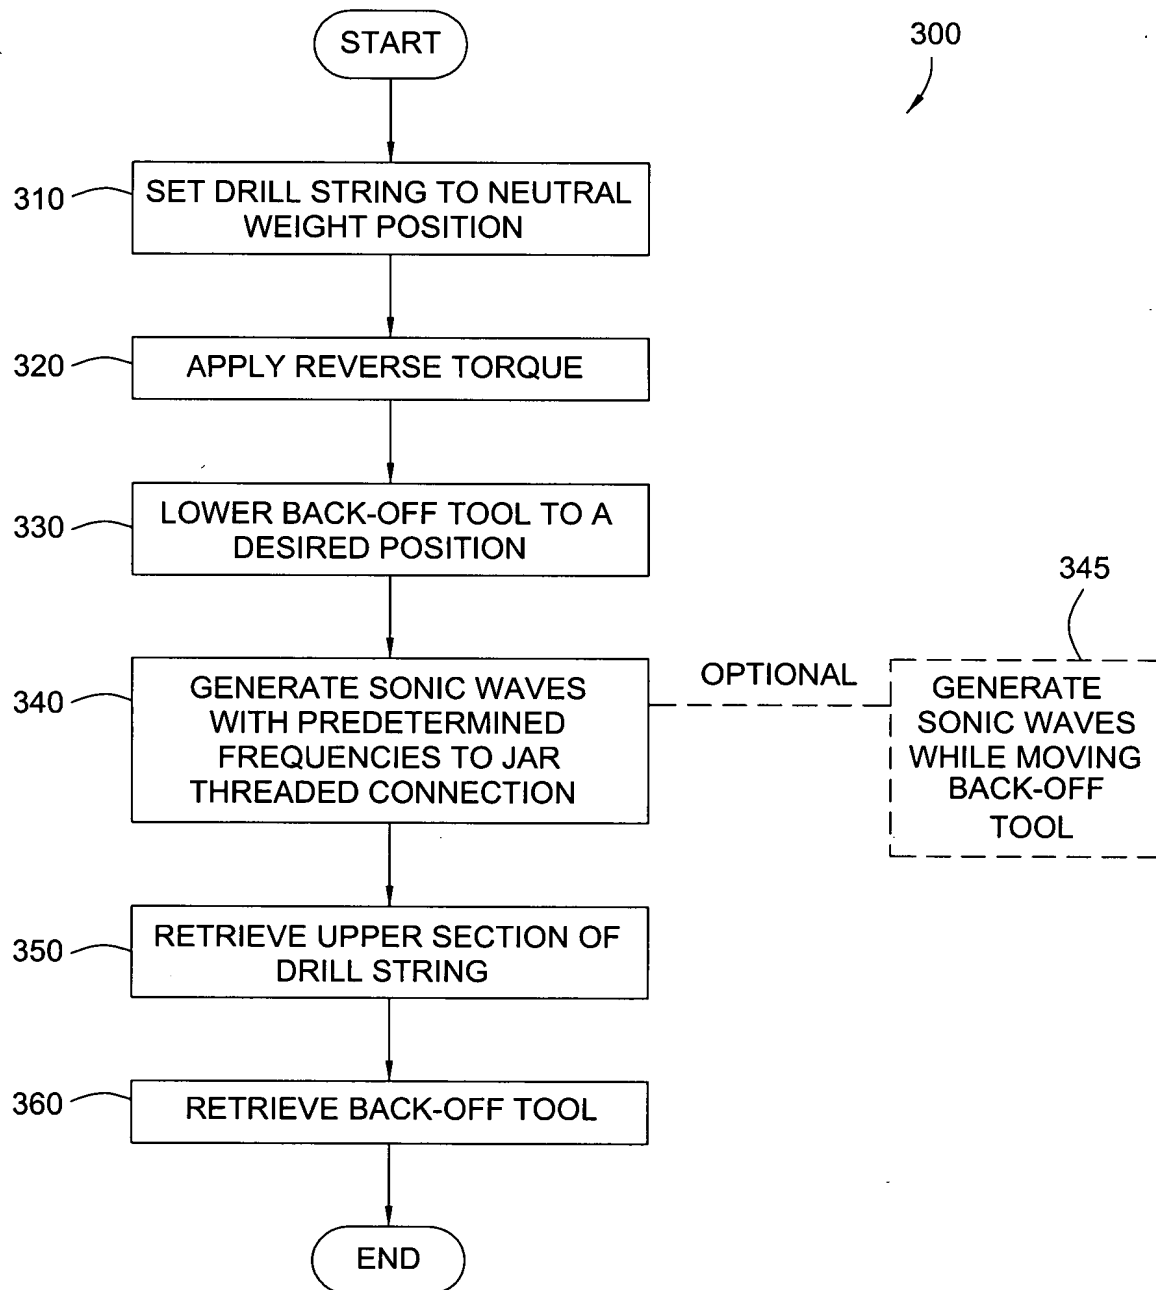 START
300
310
SET DRILL STRING TO NEUTRAL
WEIGHT POSITION
320
APPLY REVERSE TORQUE
330
LOWER BACK-OFF TOOL TO A
DESIRED POSITION
340
GENERATE SONIC WAVES
WITH PREDETERMINED
FREQUENCIES TO JAR
THREADED CONNECTION
OPTIONAL
345
GENERATE
SONIC WAVES
WHILE MOVING
BACK-OFF
TOOL
350
RETRIEVE UPPER SECTION OF
DRILL STRING
360
RETRIEVE BACK-OFF TOOL
END